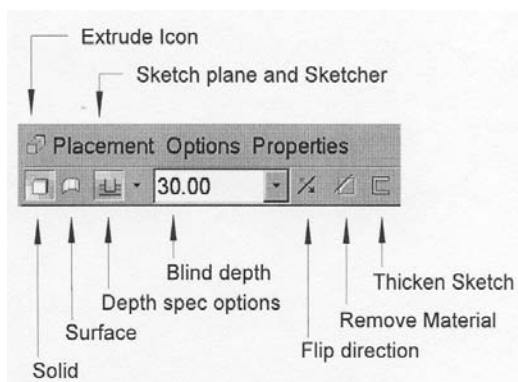 Extrude Icon
Sketch plane and Sketcher
Placement Options Properties
30.00
Blind depth
Thicken Sketch
Depth spec options
Remove Material
Surface
Flip direction
Solid